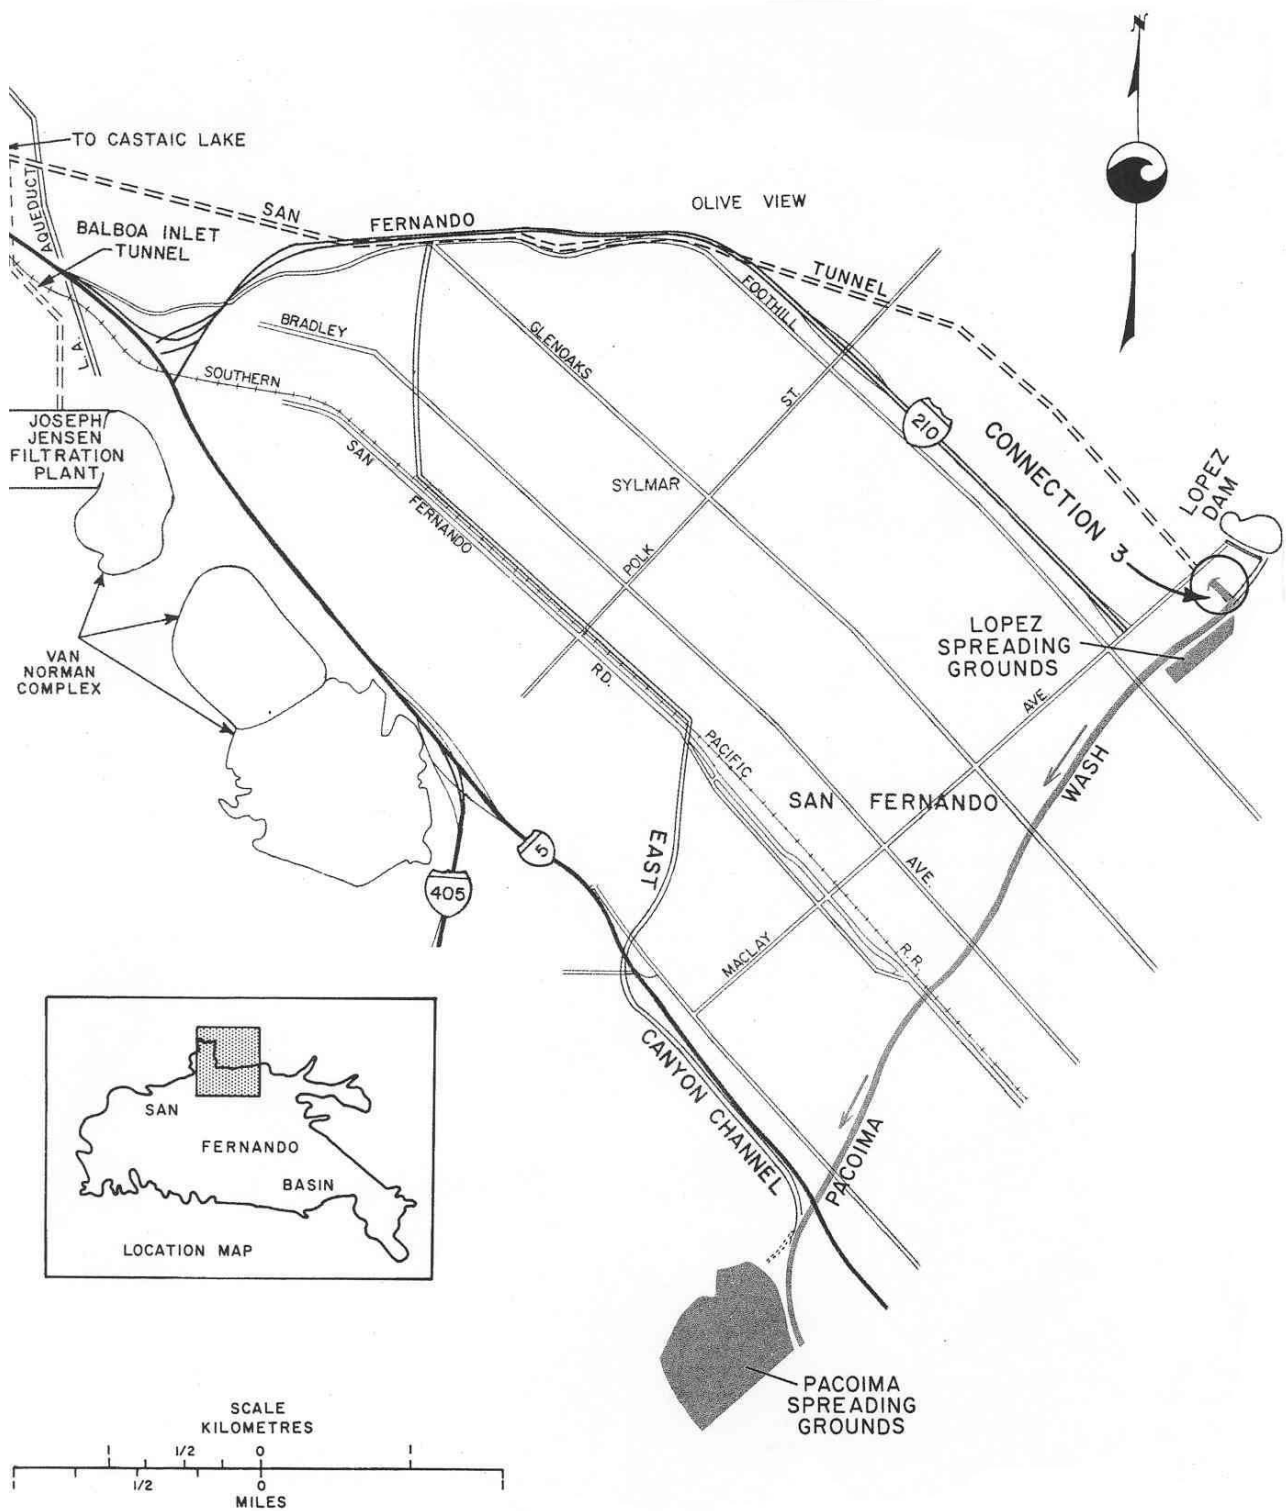 N
TO CASTAIC LAKE
AQUEDUCT
L.A.
SAN
FERNANDO
TUNNEL
OLIVE VIEW
BALBOA INLET
TUNNEL
BRADLEY
GLENOAKS
FOOTHILL
SOUTHERN
ST.
210
CONNECTION 3
LOPEZ
DAM
JOSEPH
JENSEN
FILTRATION
PLANT
SAN
FERNANDO
SYLMAR
POLK
LOPEZ
SPREADING
GROUNDS
VAN
NORMAN
COMPLEX
RD.
AVE.
PACIFIC
WASH
SAN FERNANDO
EAST
5
405
AVE.
MACLAY
R.R.
CANYON CHANNEL
PACOIMA
SAN
FERNANDO
BASIN
LOCATION MAP
PACOIMA
SPREADING
GROUNDS
SCALE
KILOMETRES
1 1/2 0 1
1 1/2 0 1
MILES